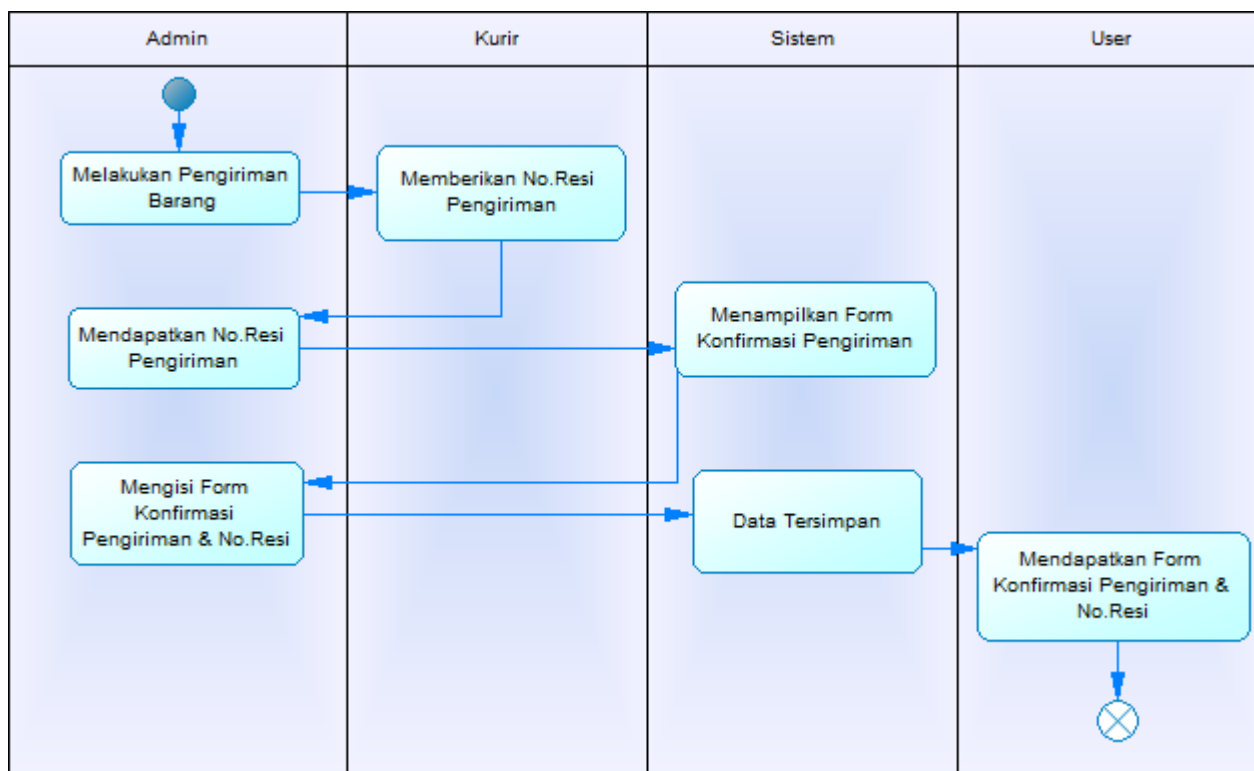 Admin
Kurir
Sistem
User
Melakukan Pengiriman
Barang
Memberikan No.Resi
Pengiriman
Mendapatkan No.Resi
Pengiriman
Menampilkan Form
Konfirmasi Pengiriman
Mengisi Form
Konfirmasi
Pengiriman & No.Resi
Data Tersimpan
Mendapatkan Form
Konfirmasi Pengiriman &
No.Resi